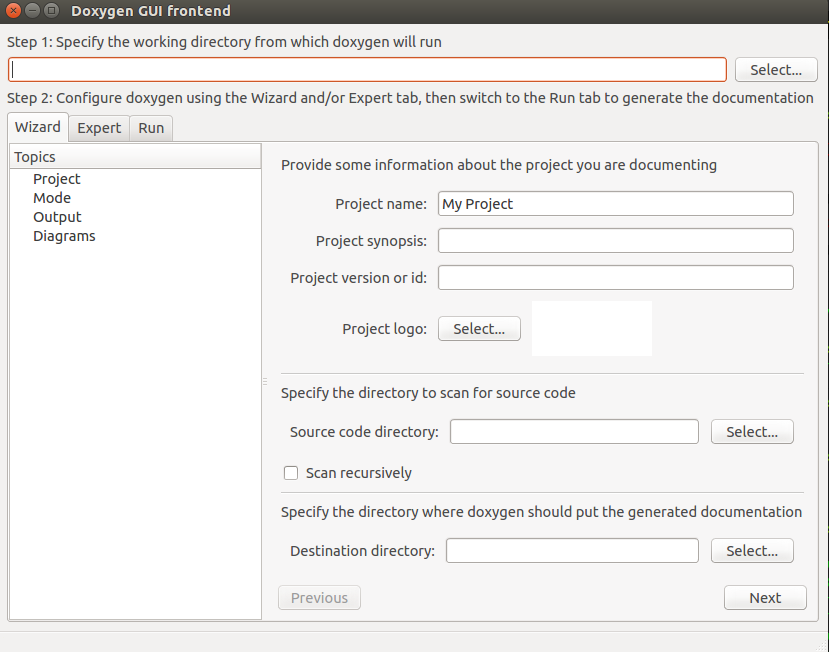 Doxygen GUI frontend
Step 1: Specify the working directory from which doxygen will run
Select...
Step 2: Configure doxygen using the Wizard and/or Expert tab, then switch to the Run tab to generate the documentation
Wizard Expert Run
Topics
Project
Mode
Output
Diagrams
Provide some information about the project you are documenting
Project name: My Project
Project synopsis:
Project version or id:
Project logo: Select...
Specify the directory to scan for source code
Source code directory: Select...
Scan recursively
Specify the directory where doxygen should put the generated documentation
Destination directory: Select...
Previous Next